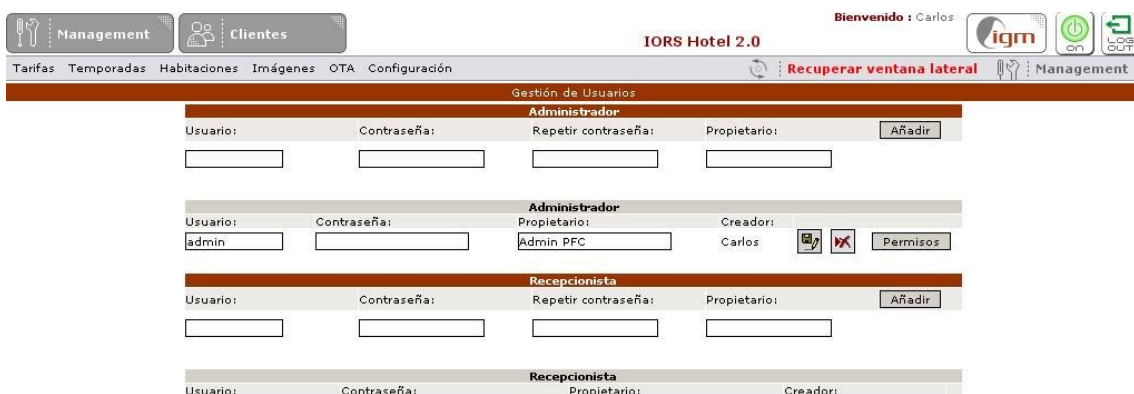 Bienvenido : Carlos
Management Clientes IORS Hotel 2.0 igm on LOG OUT
Tarifas Temporadas Habitaciones Imágenes OTA Configuración Recuperar ventana lateral Management
Gestión de Usuarios
Administrador
Usuario: Contraseña: Repetir contraseña: Propietario: Añadir
Administrador
Usuario: Contraseña: Propietario: Creador:
admin Admin PFC Carlos Permisos
Recepcionista
Usuario: Contraseña: Repetir contraseña: Propietario: Añadir
Recepcionista
Usuario: Contraseña: Propietario: Creador: